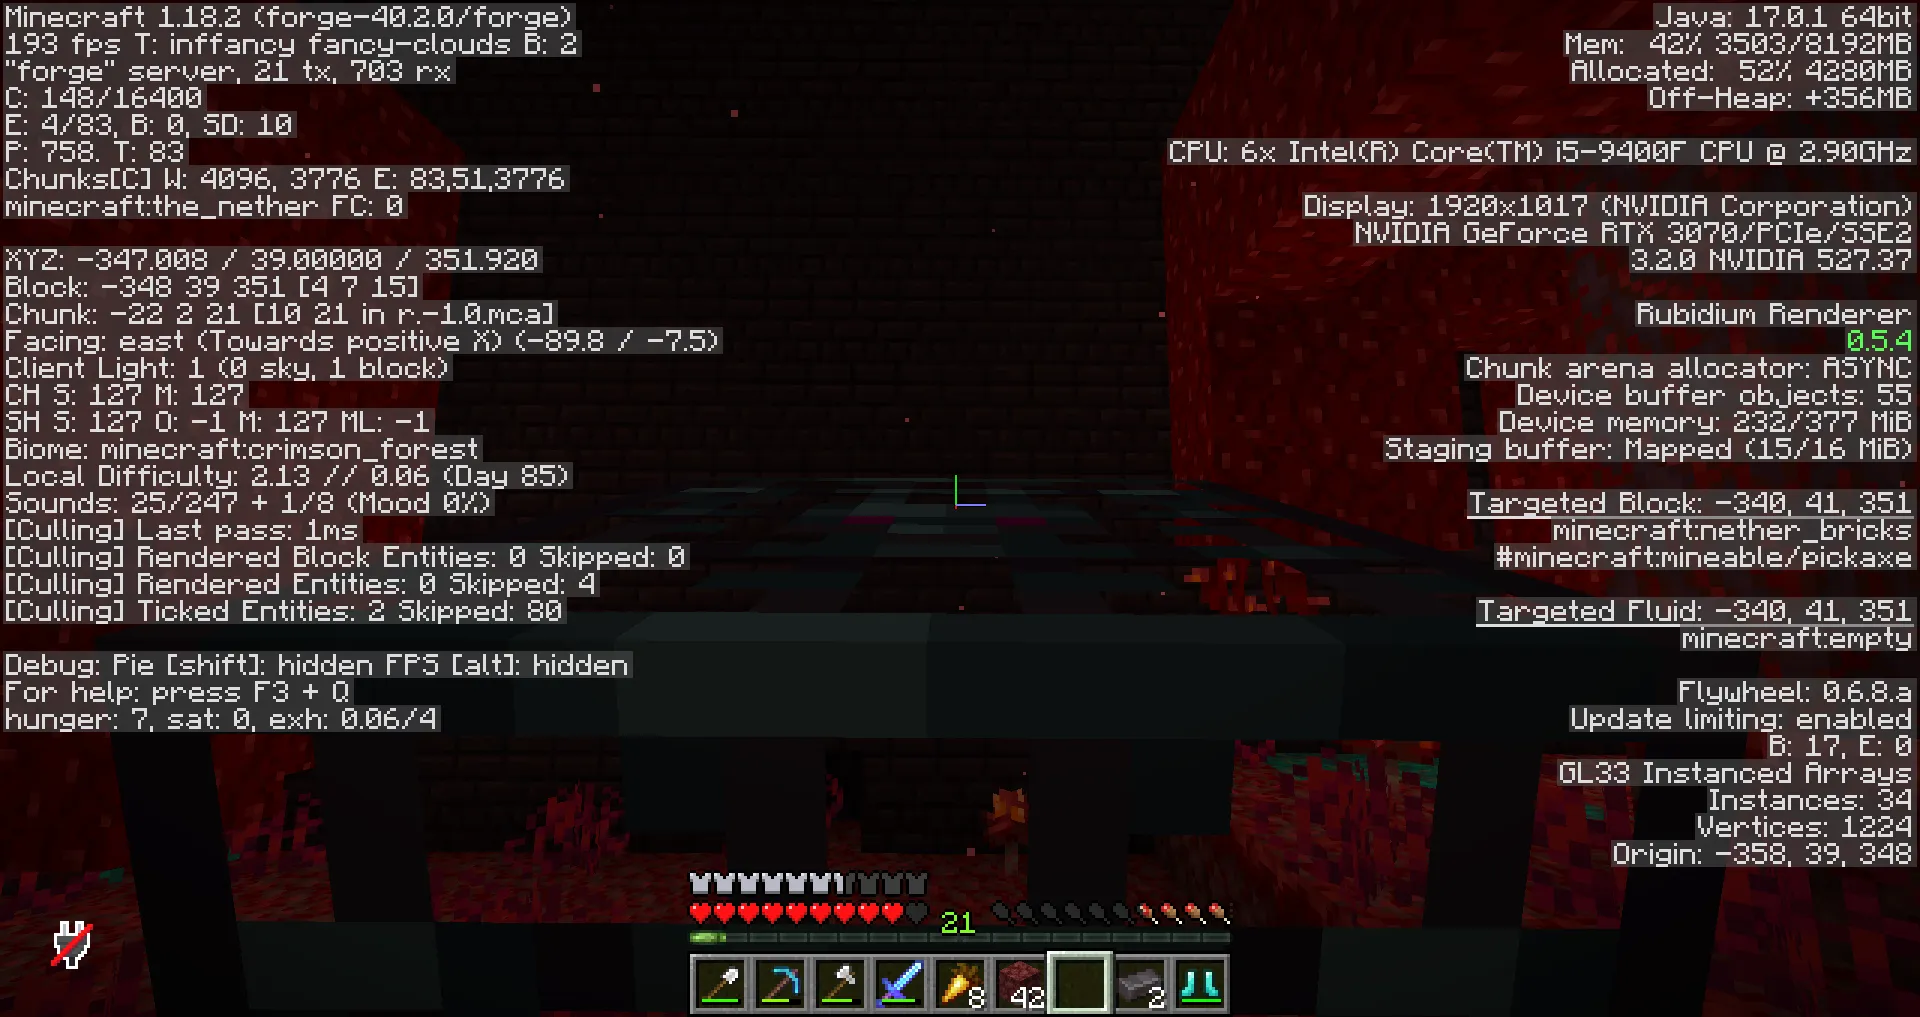 Minecraft 1.18.2 (forge-40.2.0/forge)
193 fps T: inffancy fancy-clouds B: 2
"forge" server, 21 tx, 703 rx
C: 148/16400
E: 4/83, B: 0, SD: 10
P: 758. T: 83
Chunks[C] W: 4096, 3776 E: 83,51,3776
minecraft:the_nether FC: 0
XYZ: -347.008 / 39.00000 / 351.920
Block: -348 39 351 [4 7 15]
Chunk: -22 2 21 [10 21 in r.-1.0.mca]
Facing: east (Towards positive X) (-89.8 / -7.5)
Client Light: 1 (0 sky, 1 block)
CH S: 127 M: 127
SH S: 127 O: -1 M: 127 ML: -1
Biome: minecraft:crimson_forest
Local Difficulty: 2.13 // 0.06 (Day 85)
Sounds: 25/247 + 1/8 (Mood 0%)
[Culling] Last pass: 1ms
[Culling] Rendered Block Entities: 0 Skipped: 0
[Culling] Rendered Entities: 0 Skipped: 4
[Culling] Ticked Entities: 2 Skipped: 80
Debug: Pie [shift]: hidden FPS [alt]: hidden
For help: press F3 + Q
hunger: 7, sat: 0, exh: 0.06/4
Java: 17.0.1 64bit
Mem: 42% 3503/8192MB
Allocated: 52% 4280MB
Off-Heap: +356MB
CPU: 6x Intel(R) Core(TM) i5-9400F CPU @ 2.90GHz
Display: 1920x1017 (NVIDIA Corporation)
NVIDIA GeForce RTX 3070/PCIe/SSE2
3.2.0 NVIDIA 527.37
Rubidium Renderer
0.5.4
Chunk arena allocator: ASYNC
Device buffer objects: 55
Device memory: 232/377 MiB
Staging buffer: Mapped (15/16 MiB)
Targeted Block: -340, 41, 351
minecraft:nether_bricks
#minecraft:mineable/pickaxe
Targeted Fluid: -340, 41, 351
minecraft:empty
Flywheel: 0.6.8.a
Update limiting: enabled
B: 17, E: 0
GL33 Instanced Arrays
Instances: 34
Vertices: 1224
Origin: -358, 39, 348
21
8
42
2